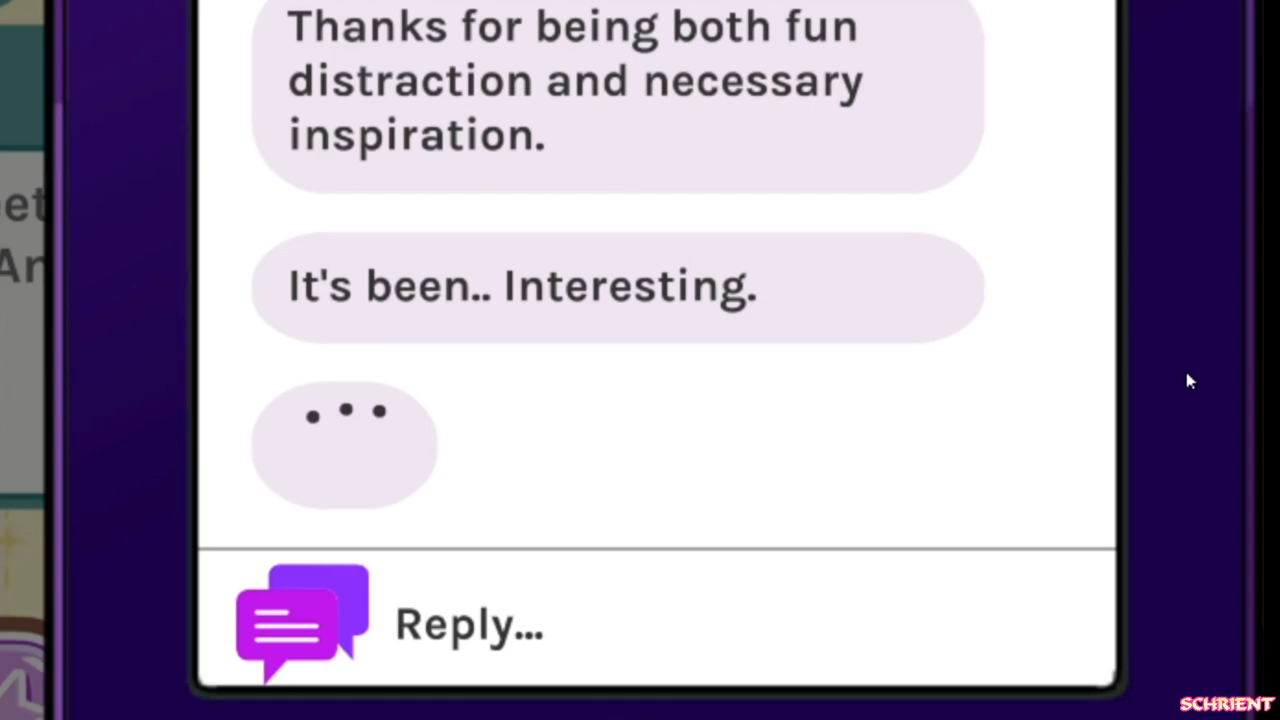 Thanks for being both fun
distraction and necessary
inspiration.
It's been.. Interesting.
Reply...
SCHRIENT